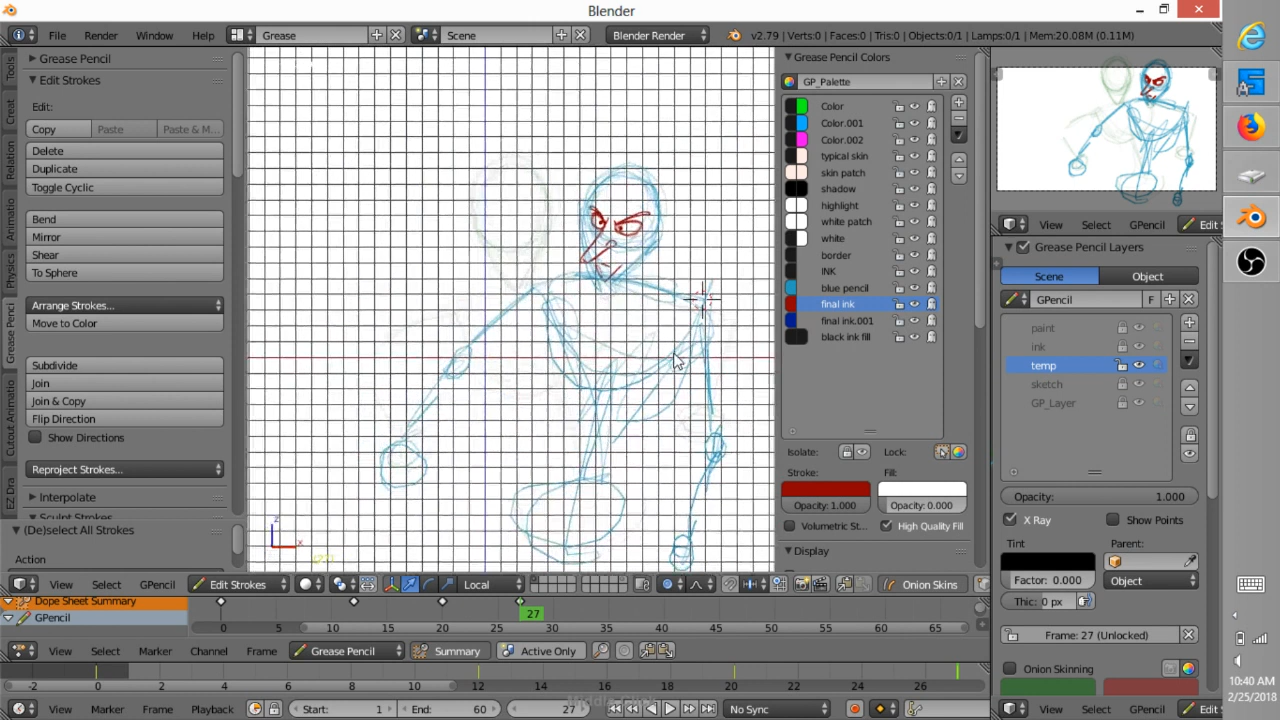 Blender
File Render Window Help Grease Scene Blender Render v2.79 | Verts:0 | Faces:0 | Tris:0 | Objects:0/1 | Lamps:0/1 | Mem:20.08M (0.11M)
Tools
Creat
Relation
Animatio
Physics
Grease Penci
Cutout Animatio
EZ Dra
Grease Pencil
Edit Strokes
Edit:
Copy Paste Paste & M...
Delete
Duplicate
Toggle Cyclic
Bend
Mirror
Shear
To Sphere
Arrange Strokes...
Move to Color
Subdivide
Join
Join & Copy
Flip Direction
Show Directions
Reproject Strokes...
Interpolate
Sculpt Strokes
(De)select All Strokes
Action
z
x
(27)
Grease Pencil Colors
GP_Palette
Color
Color.001
Color.002
typical skin
skin patch
shadow
highlight
white patch
white
border
INK
blue pencil
final ink
final ink.001
black ink fill
Isolate: Lock:
Stroke: Fill:
Opacity: 1.000 Opacity: 0.000
Volumetric St... High Quality Fill
Display
View Select GPencil Edit S
Grease Pencil Layers
Scene Object
GPencil F
paint
ink
temp
sketch
GP_Layer
Opacity: 1.000
X Ray Show Points
Tint Parent:
Factor: 0.000 Object
Thic: 0 px
Frame: 27 (Unlocked)
Onion Skinning
View Select GPencil Edit Strokes Local Onion Skins
Dope Sheet Summary
GPencil
27
0 5 10 15 20 25 30 35 40 45 50 55 60 65
View Select Marker Channel Frame Grease Pencil Summary Active Only
-2 0 2 4 6 8 10 12 14 16 18 20 22 24 26
View Marker Frame Playback Start: 1 End: 60 27 No Sync
View Select GPencil
10:40 AM
2/25/2018